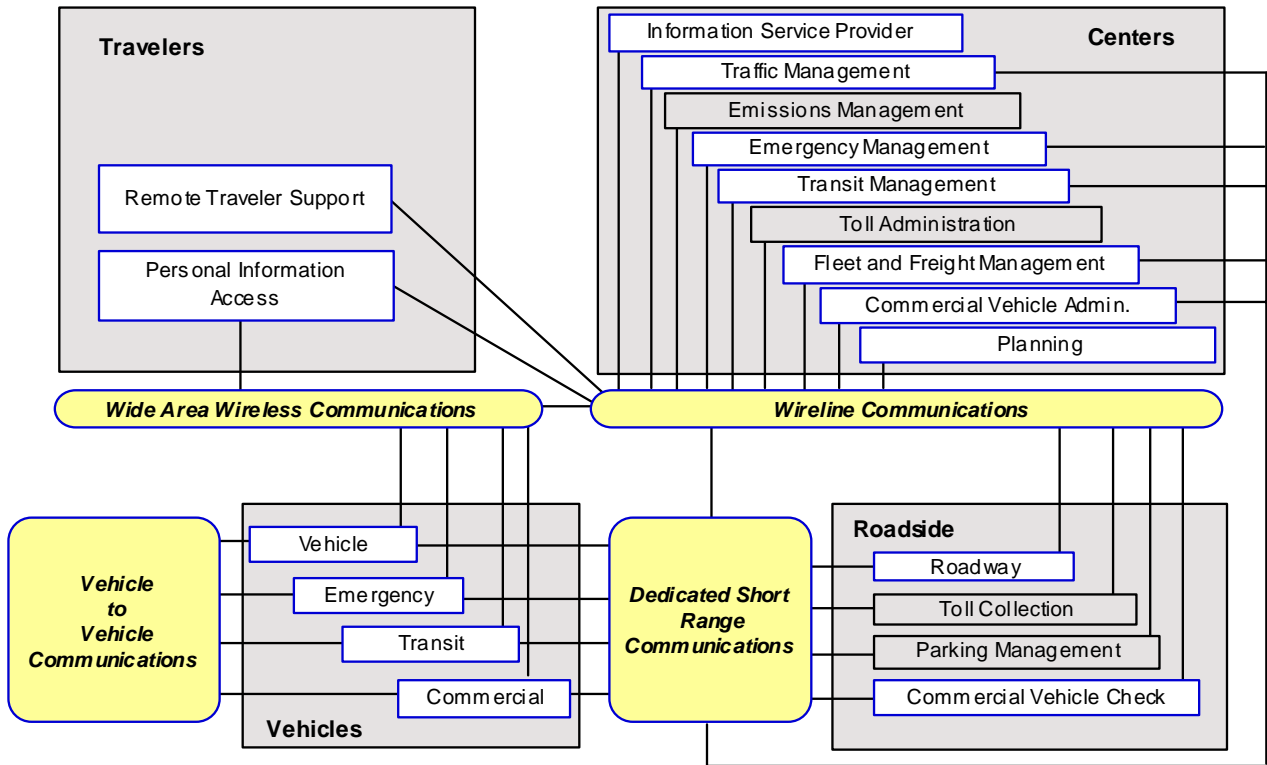 Travelers
Remote Traveler Support
Personal Information
Access
Centers
Information Service Provider
Traffic Management
Emissions Management
Emergency Management
Transit Management
Toll Administration
Fleet and Freight Management
Commercial Vehicle Admin.
Planning
Wide Area Wireless Communications
Wireline Communications
Vehicle
to
Vehicle
Communications
Vehicle
Emergency
Transit
Commercial
Vehicles
Dedicated Short
Range
Communications
Roadside
Roadway
Toll Collection
Parking Management
Commercial Vehicle Check